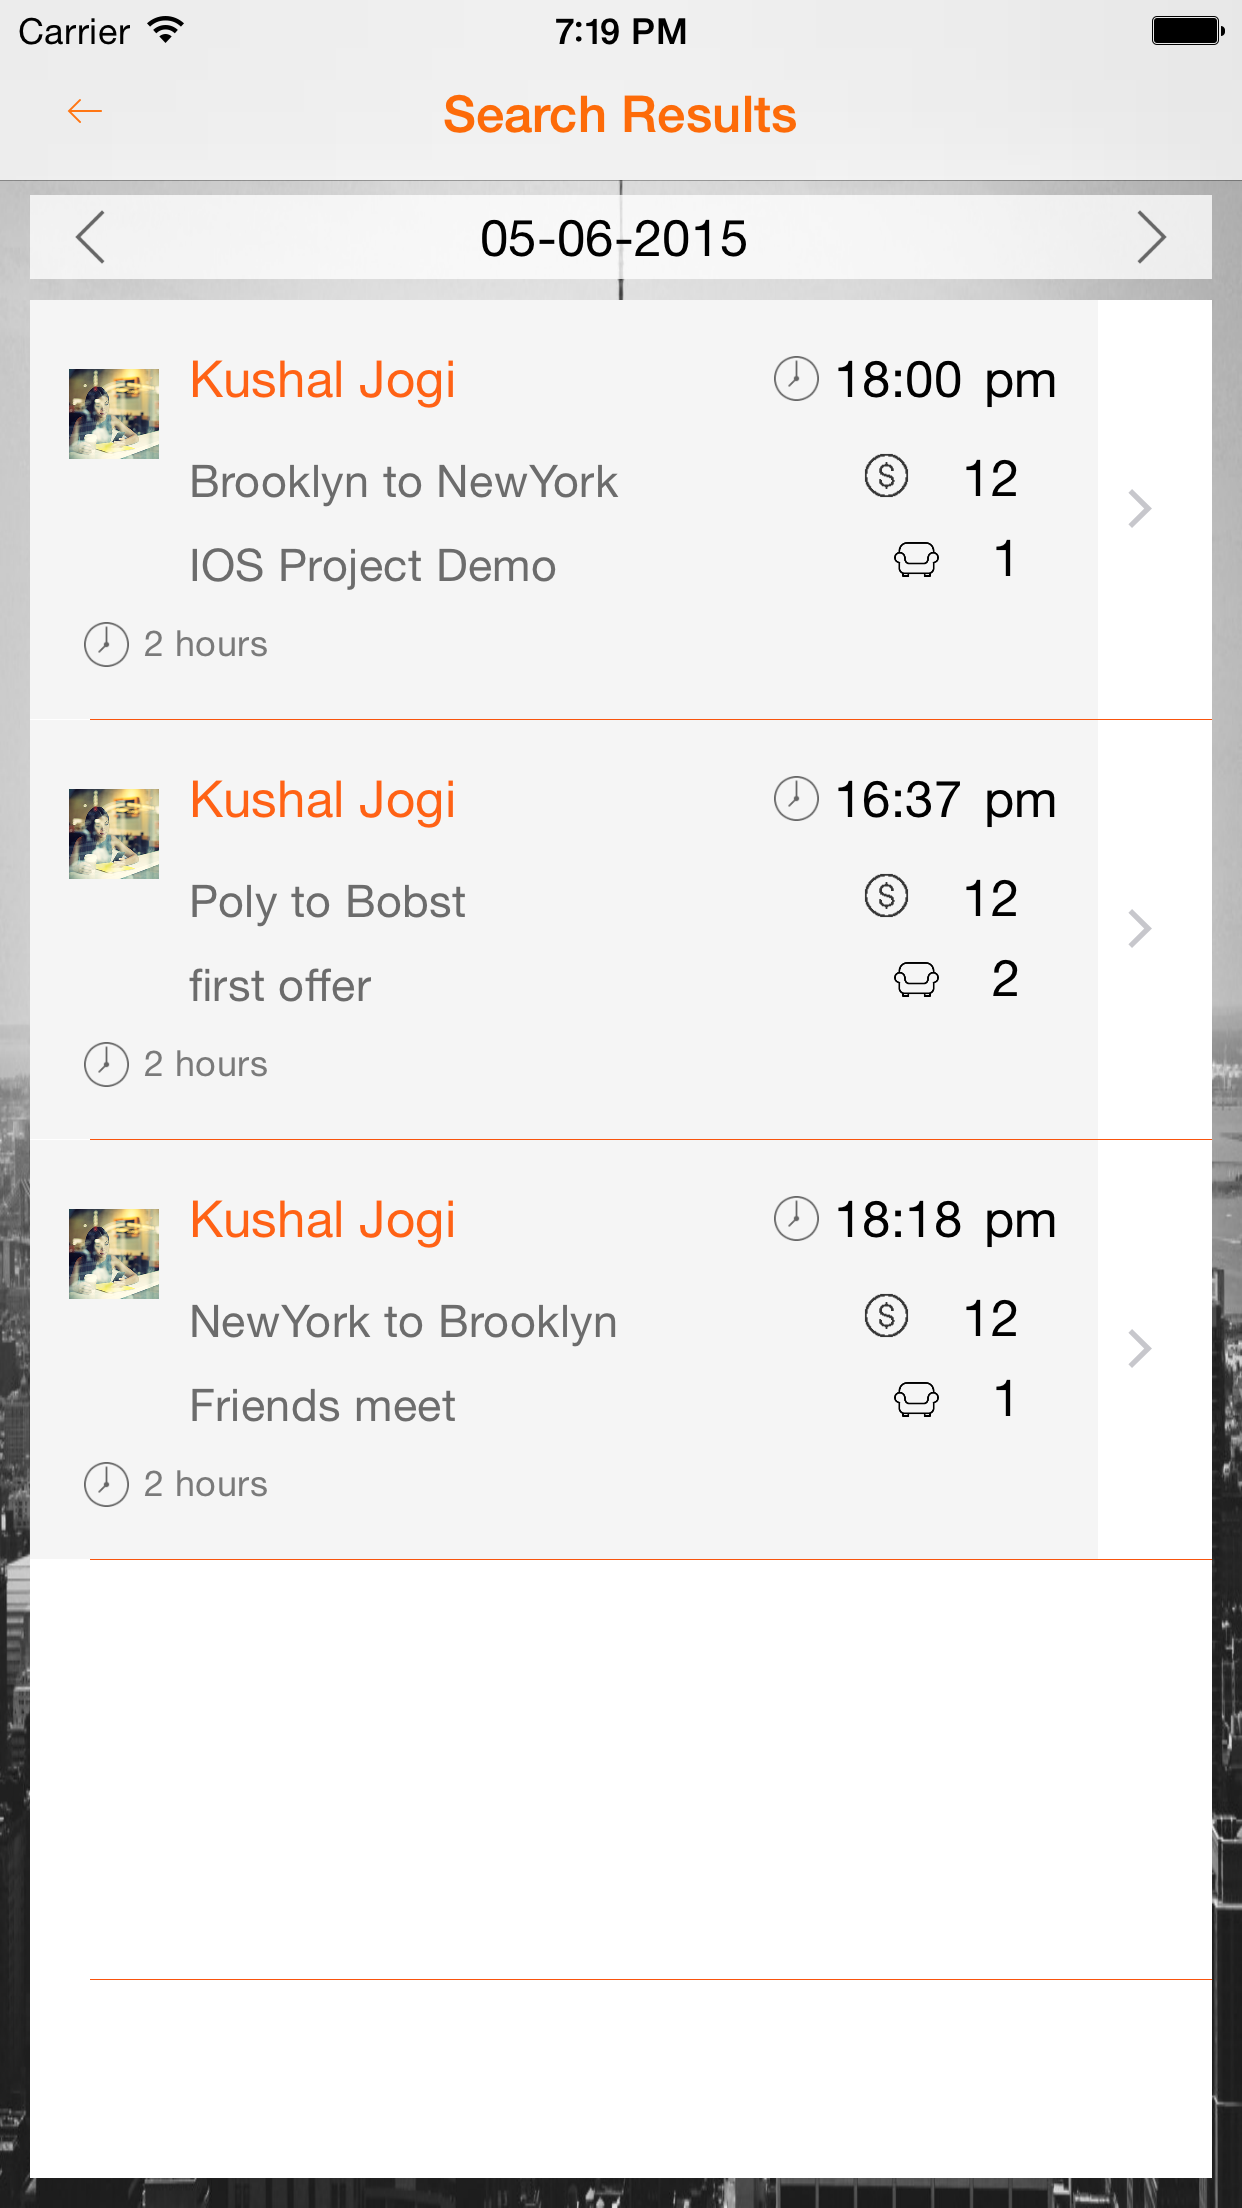 Carrier 7:19 PM
Search Results
05-06-2015
Kushal Jogi 18:00 pm
Brooklyn to NewYork $ 12
IOS Project Demo 1
2 hours
Kushal Jogi 16:37 pm
Poly to Bobst $ 12
first offer 2
2 hours
Kushal Jogi 18:18 pm
NewYork to Brooklyn $ 12
Friends meet 1
2 hours